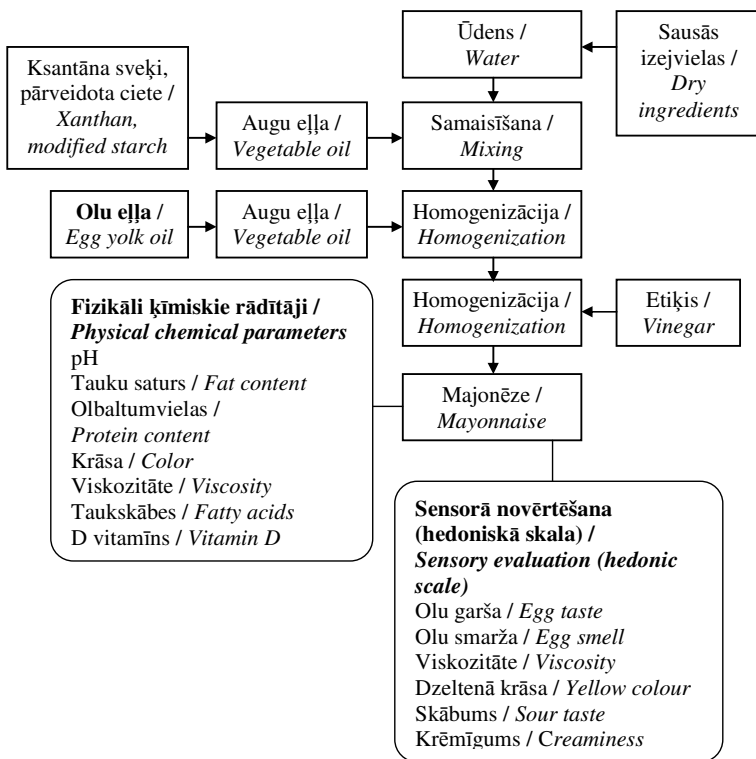 Ūdens /
Water
Sausās
izejvielas /
Dry
ingredients
Ksantāna sveķi,
pārveidota ciete /
Xanthan,
modified starch
Augu eļļa /
Vegetable oil
Samaisīšana /
Mixing
Olu eļļa /
Egg yolk oil
Augu eļļa /
Vegetable oil
Homogenizācija /
Homogenization
Homogenizācija /
Homogenization
Etiķis /
Vinegar
Majonēze /
Mayonnaise
Fizikāli ķīmiskie rādītāji /
Physical chemical parameters
pH
Tauku saturs / Fat content
Olbaltumvielas /
Protein content
Krāsa / Color
Viskozitāte / Viscosity
Taukskābes / Fatty acids
D vitamīns / Vitamin D
Sensorā novērtēšana
(hedoniskā skala) /
Sensory evaluation (hedonic
scale)
Olu garša / Egg taste
Olu smarža / Egg smell
Viskozitāte / Viscosity
Dzeltenā krāsa / Yellow colour
Skābums / Sour taste
Krēmīgums / Creaminess